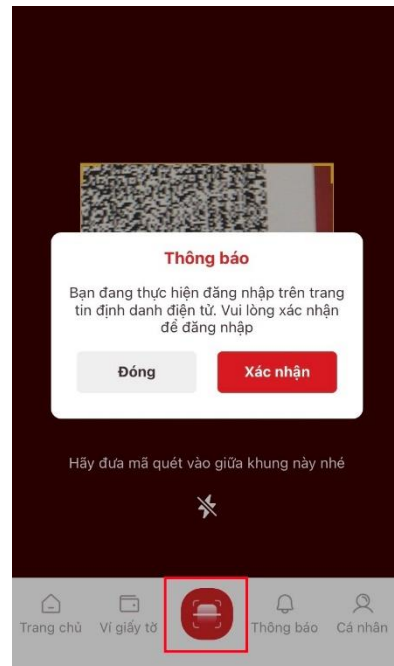 Thông báo
Bạn đang thực hiện đăng nhập trên trang
tin định danh điện tử. Vui lòng xác nhận
để đăng nhập
Đóng
Xác nhận
Hãy đưa mã quét vào giữa khung này nhé
Trang chủ
Ví giấy tờ
Thông báo
Cá nhân